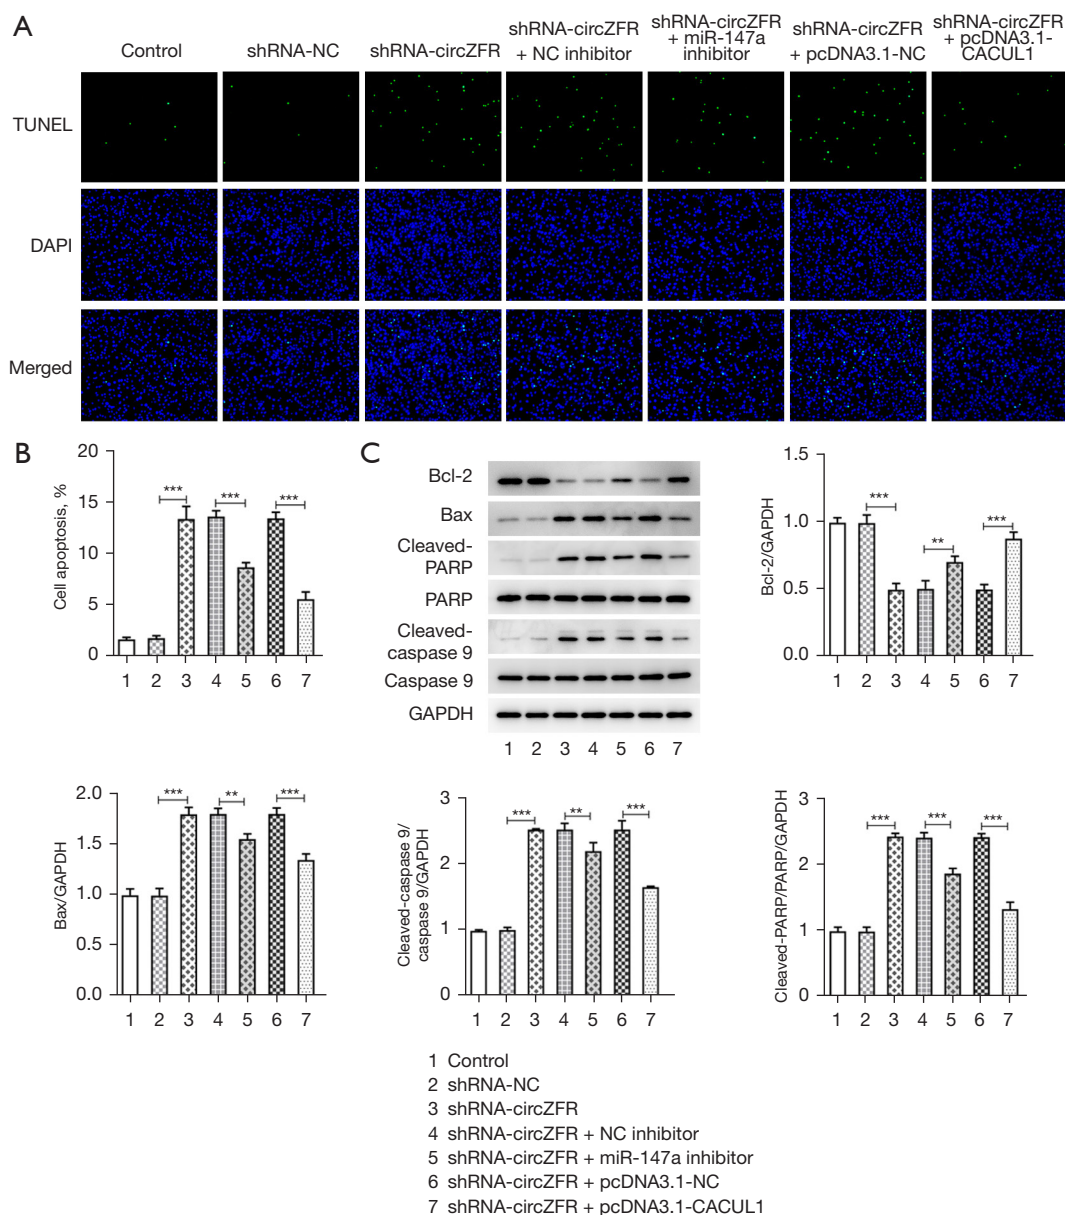 A
Control
shRNA-NC
shRNA-circZFR
shRNA-circZFR
+ NC inhibitor
shRNA-circZFR
+ miR-147a
inhibitor
shRNA-circZFR
+ pcDNA3.1-NC
shRNA-circZFR
+ pcDNA3.1-
CACUL1
TUNEL
DAPI
Merged
B
Cell apoptosis, %
20
15
10
5
0
***
***
***
1 2 3 4 5 6 7
C
Bcl-2
Bax
Cleaved-
PARP
PARP
Cleaved-
caspase 9
Caspase 9
GAPDH
1 2 3 4 5 6 7
Bcl-2/GAPDH
1.5
1.0
0.5
0.0
***
**
***
1 2 3 4 5 6 7
Bax/GAPDH
2.0
1.5
1.0
0.5
0.0
***
**
***
1 2 3 4 5 6 7
Cleaved-caspase 9/
caspase 9/GAPDH
3
2
1
0
***
**
***
1 2 3 4 5 6 7
Cleaved-PARP/PARP/GAPDH
3
2
1
0
***
***
***
1 2 3 4 5 6 7
1 Control
2 shRNA-NC
3 shRNA-circZFR
4 shRNA-circZFR + NC inhibitor
5 shRNA-circZFR + miR-147a inhibitor
6 shRNA-circZFR + pcDNA3.1-NC
7 shRNA-circZFR + pcDNA3.1-CACUL1